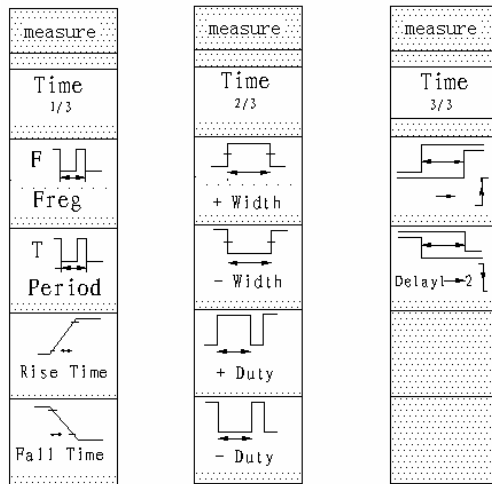 measure
Time
1/3
F
Freg
T
Period
Rise Time
Fall Time
measure
Time
2/3
+ Width
- Width
+ Duty
- Duty
measure
Time
3/3
Delay1 2